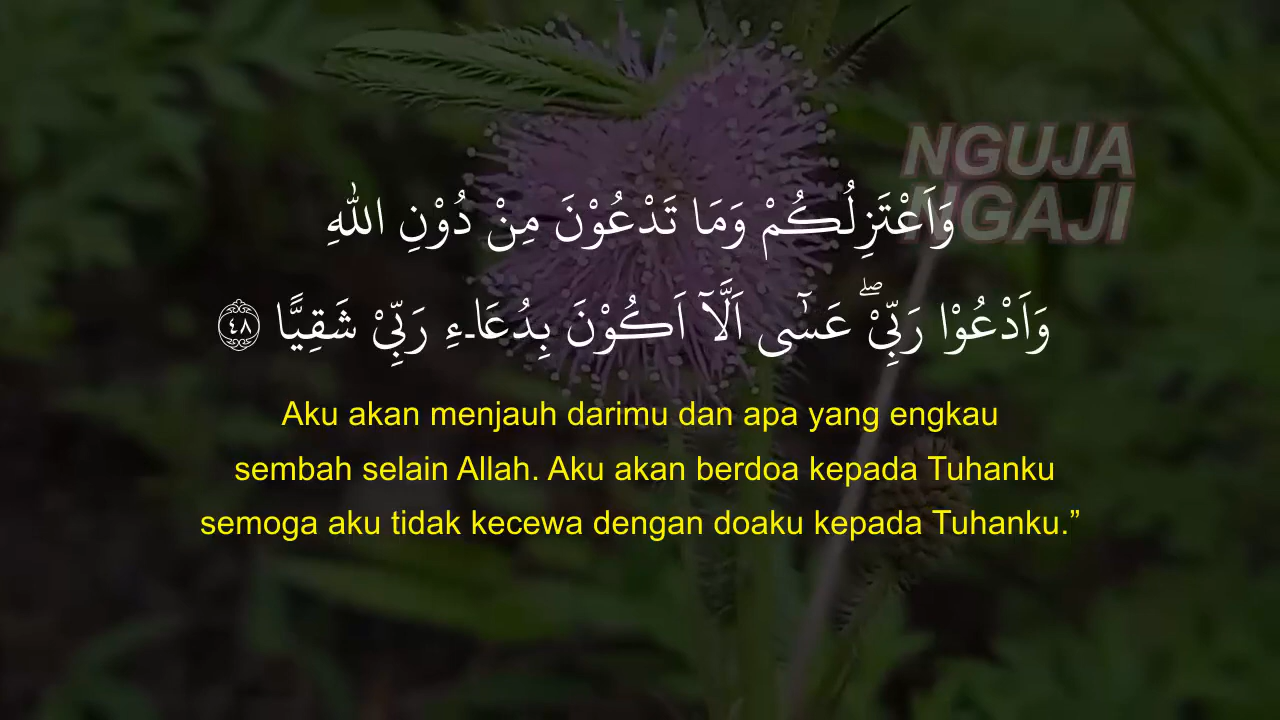 NGUJA
NGAJI
وَاَعْتَزِلُكُمْ وَمَا تَدْعُوْنَ مِنْ دُوْنِ اللّٰهِ
وَاَدْعُوْا رَبِّيْۖ عَسٰٓى اَلَّآ اَكُوْنَ بِدُعَاۤءِ رَبِّيْ شَقِيًّا ٤٨
Aku akan menjauh darimu dan apa yang engkau
sembah selain Allah. Aku akan berdoa kepada Tuhanku
semoga aku tidak kecewa dengan doaku kepada Tuhanku.”